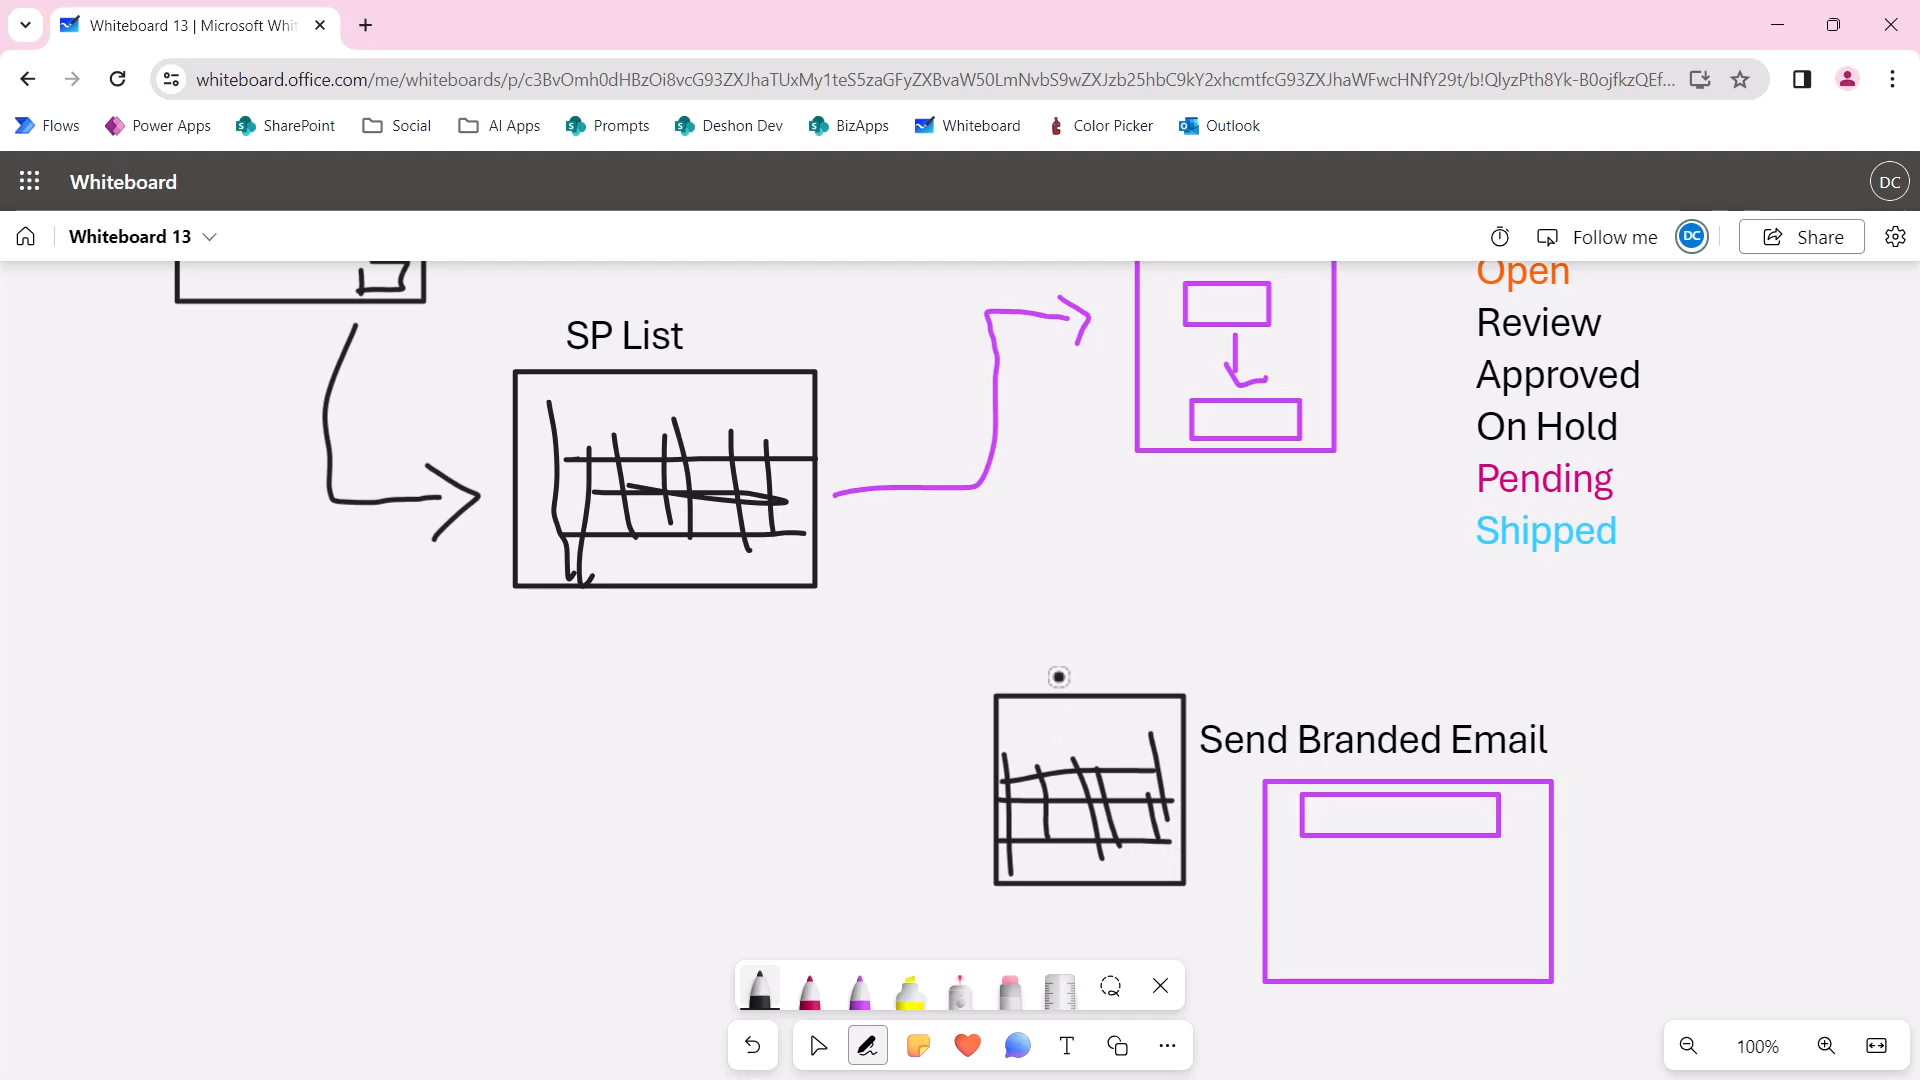 Whiteboard 13 | Microsoft Whit
whiteboard.office.com/me/whiteboards/p/c3BvOmh0dHBzOi8vcG93ZXJhaTUxMy1teS5zaGFyZXBvaW50LmNvbS9wZXJzb25hbC9kY2xhcmtfcG93ZXJhaWFwcHNfY29t/b!QlyzPth8Yk-B0ojfkzQEf...
Flows Power Apps SharePoint Social AI Apps Prompts Deshon Dev BizApps Whiteboard Color Picker Outlook
Whiteboard DC
Whiteboard 13 Follow me DC Share
Open
SP List
Review
Approved
On Hold
Pending
Shipped
Send Branded Email
T
100%